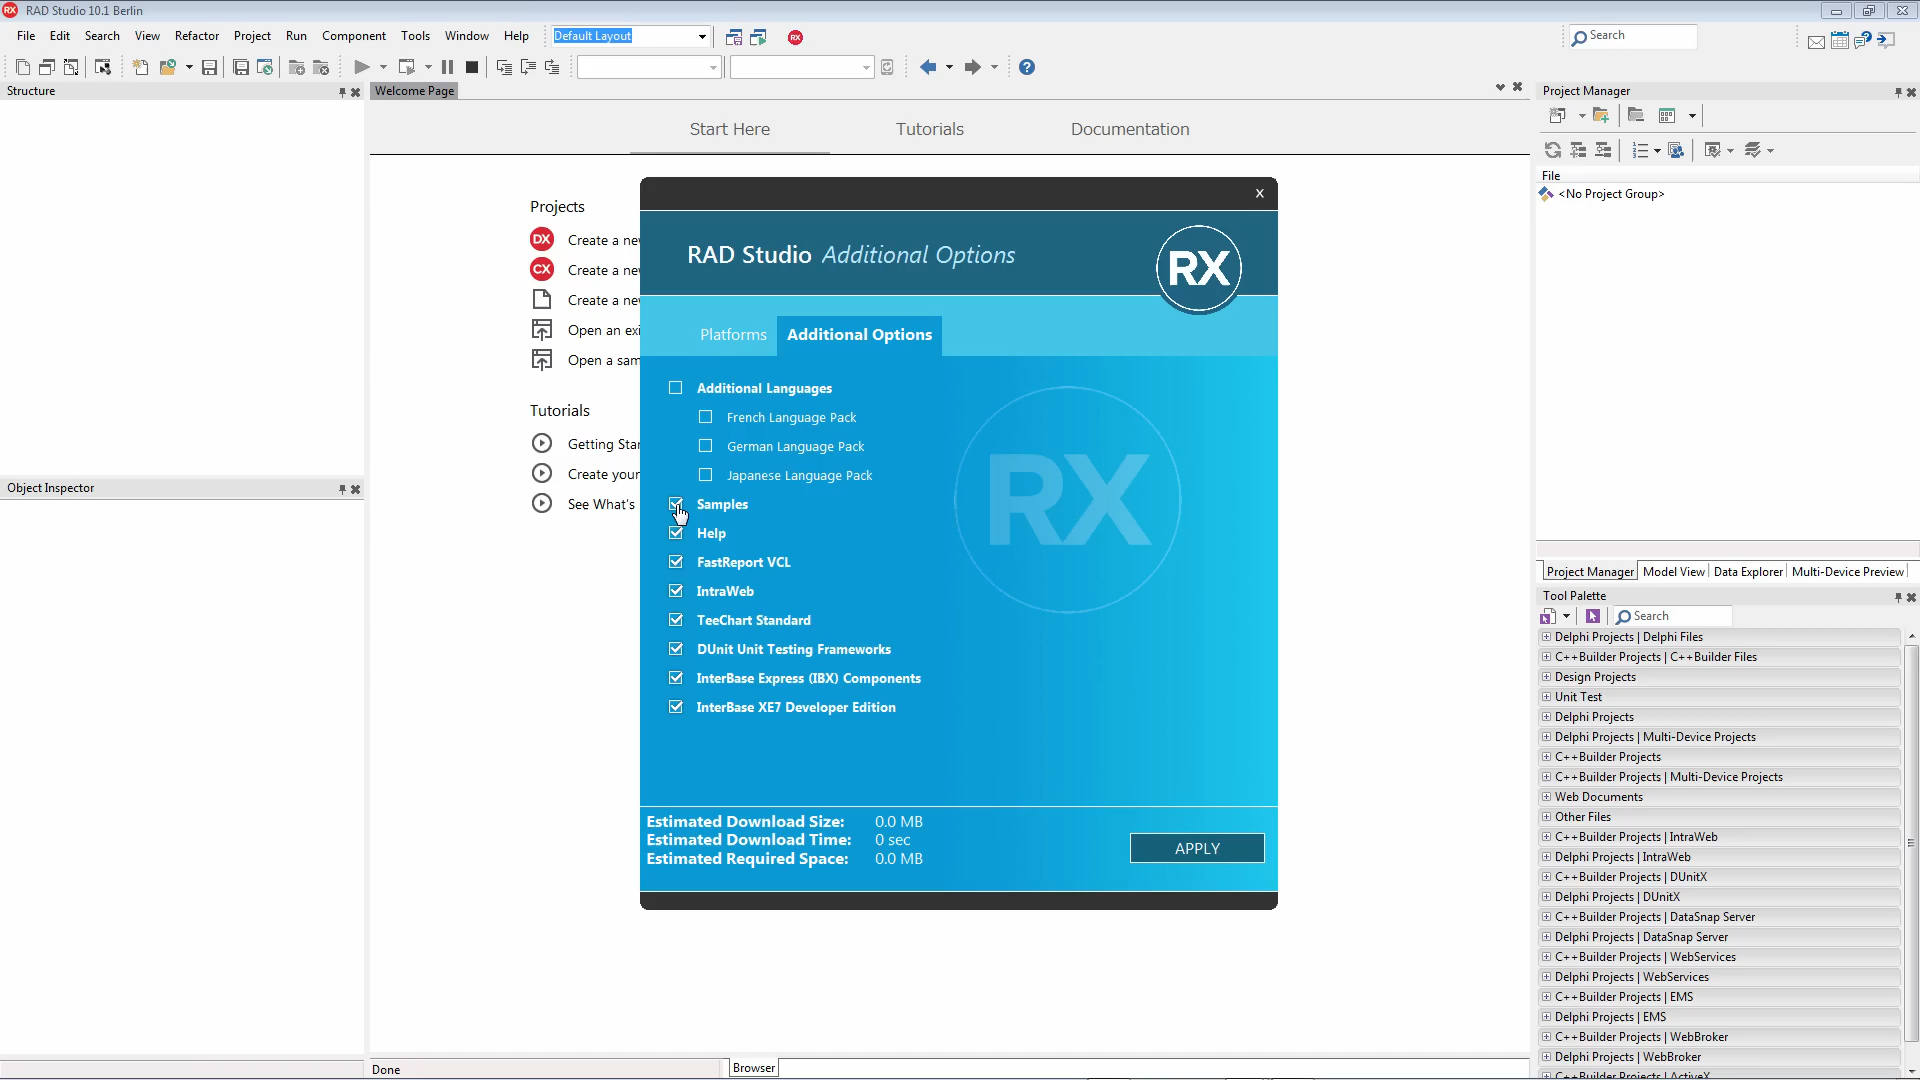 RX RAD Studio 10.1 Berlin
File Edit Search View Refactor Project Run Component Tools Window Help Default Layout RX Search
Structure
Welcome Page
Start Here Tutorials Documentation
Projects
DX Create a ne
CX Create a ne
Create a ne
Open an exi
Open a sam
Tutorials
Getting Star
Create your
See What's
Object Inspector
X
RAD Studio Additional Options
RX
Platforms Additional Options
Additional Languages
French Language Pack
German Language Pack
Japanese Language Pack
Samples
Help
FastReport VCL
IntraWeb
TeeChart Standard
DUnit Unit Testing Frameworks
InterBase Express (IBX) Components
InterBase XE7 Developer Edition
RX
Estimated Download Size: 0.0 MB
Estimated Download Time: 0 sec
Estimated Required Space: 0.0 MB
APPLY
Done
Browser
Project Manager
File
<No Project Group>
Project Manager Model View Data Explorer Multi-Device Preview
Tool Palette
Search
Delphi Projects | Delphi Files
C++Builder Projects | C++Builder Files
Design Projects
Unit Test
Delphi Projects
Delphi Projects | Multi-Device Projects
C++Builder Projects
C++Builder Projects | Multi-Device Projects
Web Documents
Other Files
C++Builder Projects | IntraWeb
Delphi Projects | IntraWeb
C++Builder Projects | DUnitX
Delphi Projects | DUnitX
C++Builder Projects | DataSnap Server
Delphi Projects | DataSnap Server
C++Builder Projects | WebServices
Delphi Projects | WebServices
C++Builder Projects | EMS
Delphi Projects | EMS
C++Builder Projects | WebBroker
Delphi Projects | WebBroker
C++Builder Projects | ActiveX